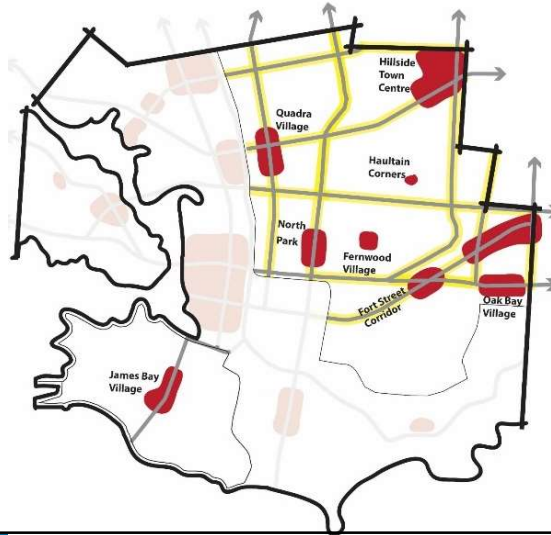 Hillside
Town
Centre
Quadra
Village
Haultain
Corners
North
Park
Fernwood
Village
Fort Street
Corridor
Oak Bay
Village
James Bay
Village